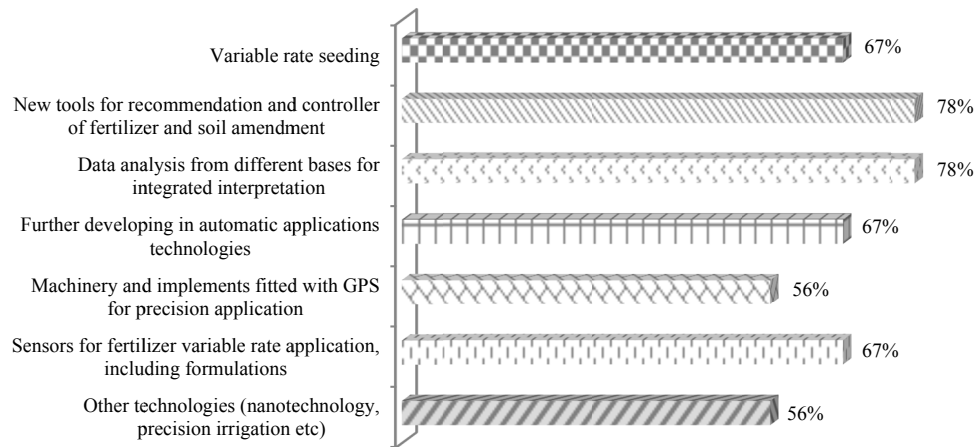 Variable rate seeding
67%
New tools for recommendation and controller
of fertilizer and soil amendment
78%
Data analysis from different bases for
integrated interpretation
78%
Further developing in automatic applications
technologies
67%
Machinery and implements fitted with GPS
for precision application
56%
Sensors for fertilizer variable rate application,
including formulations
67%
Other technologies (nanotechnology,
precision irrigation etc)
56%